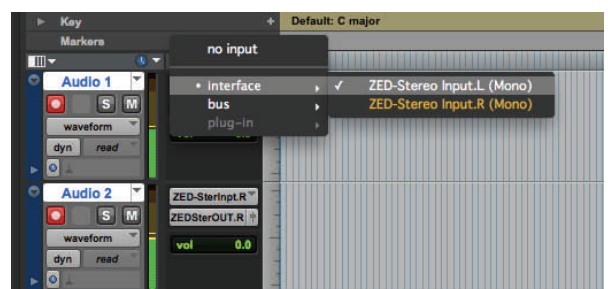 Key + Default: C major
Markers
no input
Audio 1
• interface ✓ ZED-Stereo Input.L (Mono)
S M bus ZED-Stereo Input.R (Mono)
waveform plug-in
dyn read
Audio 2
ZED-SterInpt.R
S M ZEDSterOUT.R
waveform vol 0.0
dyn read